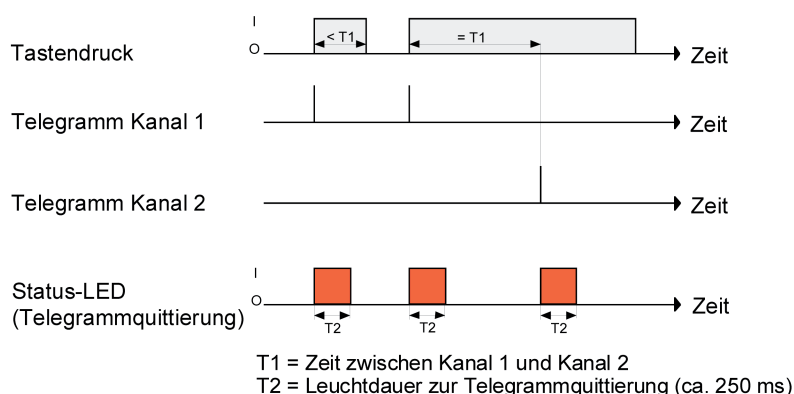 I
< T1
= T1
O
Tastendruck
Zeit
Telegramm Kanal 1
Zeit
Telegramm Kanal 2
Zeit
I
Status-LED
O
Zeit
(Telegrammquittierung)
T2
T2
T2
T1 = Zeit zwischen Kanal 1 und Kanal 2
T2 = Leuchtdauer zur Telegrammquittierung (ca. 250 ms)